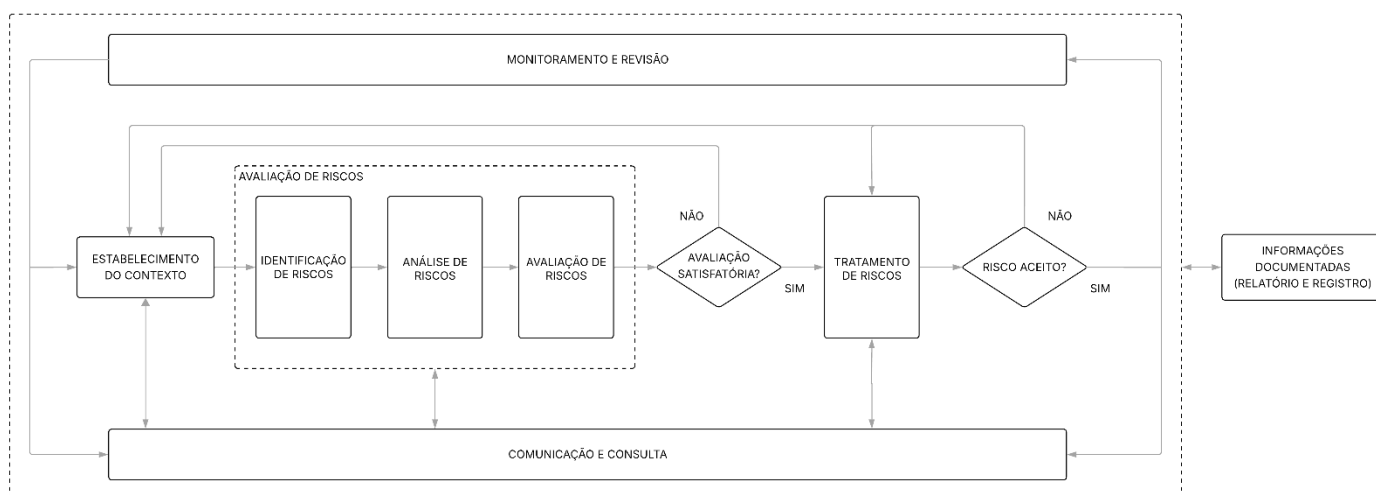 MONITORAMENTO E REVISÃO
AVALIAÇÃO DE RISCOS
ESTABELECIMENTO
DO CONTEXTO
IDENTIFICAÇÃO
DE RISCOS
ANÁLISE DE
RISCOS
AVALIAÇÃO DE
RISCOS
NÃO
AVALIAÇÃO
SATISFATÓRIA?
SIM
TRATAMENTO
DE RISCOS
NÃO
RISCO ACEITO?
SIM
INFORMAÇÕES
DOCUMENTADAS
(RELATÓRIO E REGISTRO)
COMUNICAÇÃO E CONSULTA